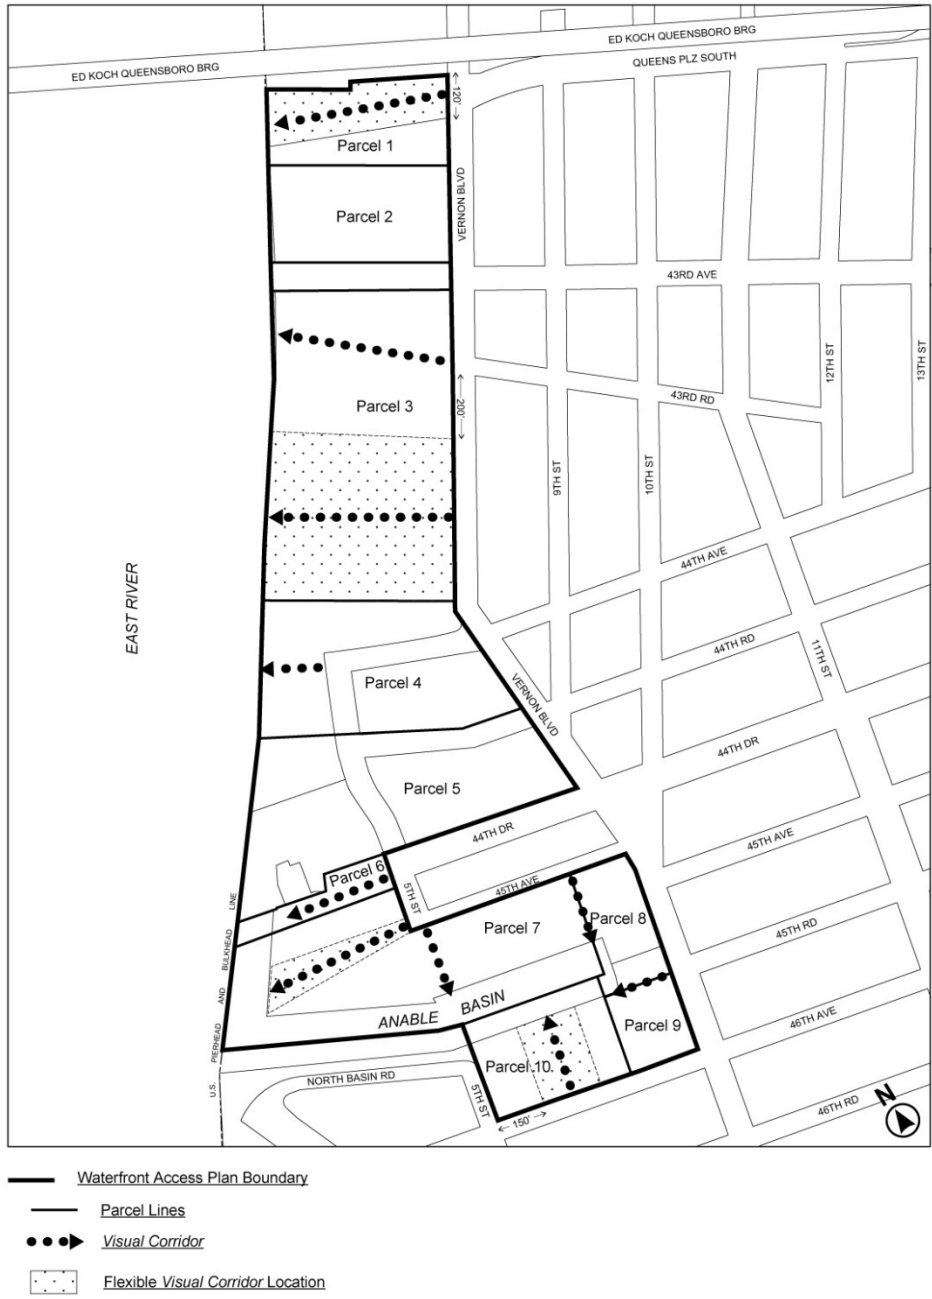 ED KOCH QUEENSBORO BRG
ED KOCH QUEENSBORO BRG
QUEENS PLZ SOUTH
120'
Parcel 1
VERNON BLVD
Parcel 2
43RD AVE
12TH ST
13TH ST
43RD RD
200'
Parcel 3
9TH ST
10TH ST
44TH AVE
EAST RIVER
44TH RD
11TH ST
Parcel 4
VERNON BLVD
44TH DR
Parcel 5
44TH DR
45TH AVE
Parcel 6
5TH ST
45TH AVE
Parcel 7
Parcel 8
45TH RD
U.S. PIERHEAD AND BULKHEAD LINE
ANABLE BASIN
46TH AVE
Parcel 9
Parcel 10
NORTH BASIN RD
5TH ST
46TH RD
150'
N
Waterfront Access Plan Boundary
Parcel Lines
Visual Corridor
Flexible Visual Corridor Location